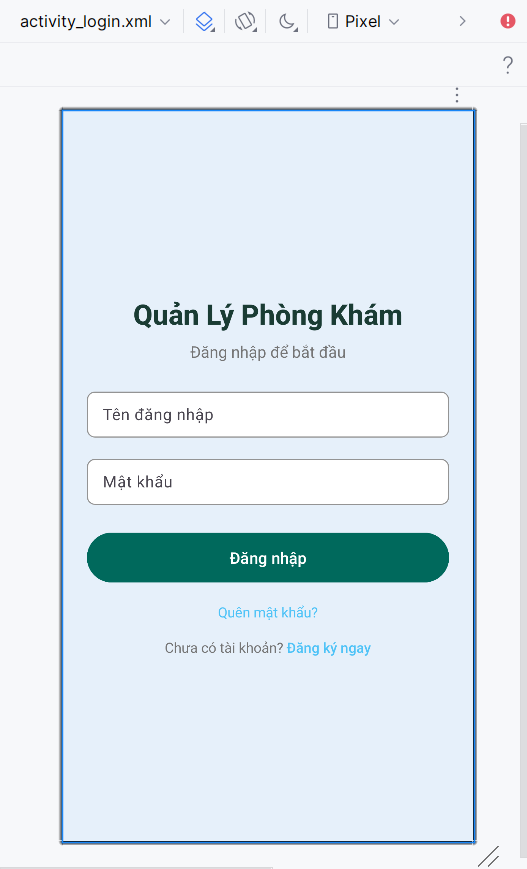 activity_login.xml Pixel
?
Quản Lý Phòng Khám
Đăng nhập để bắt đầu
Tên đăng nhập
Mật khẩu
Đăng nhập
Quên mật khẩu?
Chưa có tài khoản? Đăng ký ngay